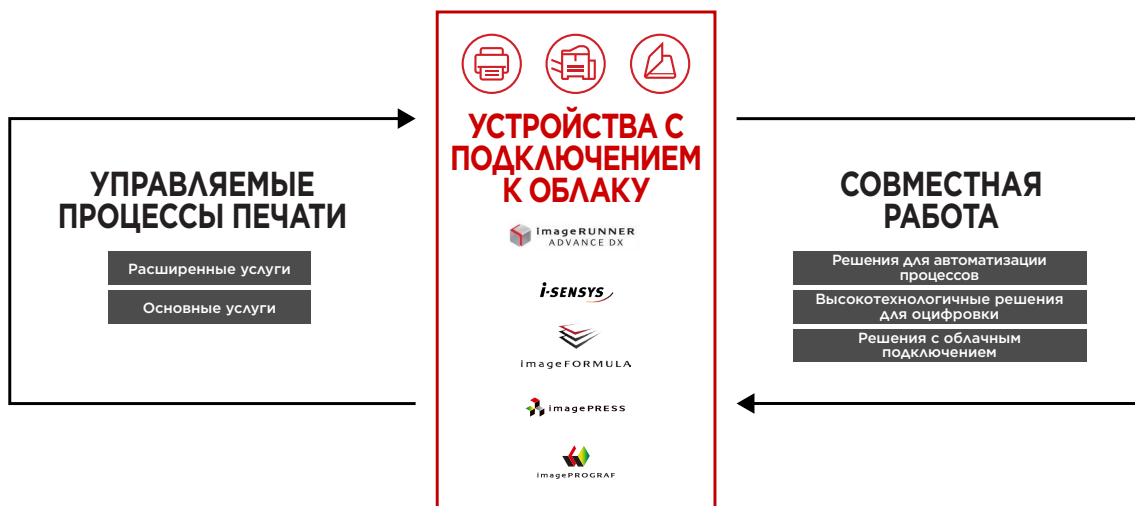 УПРАВЛЯЕМЫЕ
ПРОЦЕССЫ ПЕЧАТИ
Расширенные услуги
Основные услуги
УСТРОЙСТВА С
ПОДКЛЮЧЕНИЕМ
К ОБЛАКУ
imageRUNNER
ADVANCE DX
i-SENSYS
imageFORMULA
imagePRESS
imagePROGRAF
СОВМЕСТНАЯ
РАБОТА
Решения для автоматизации
процессов
Высокотехнологичные решения
для оцифровки
Решения с облачным
подключением